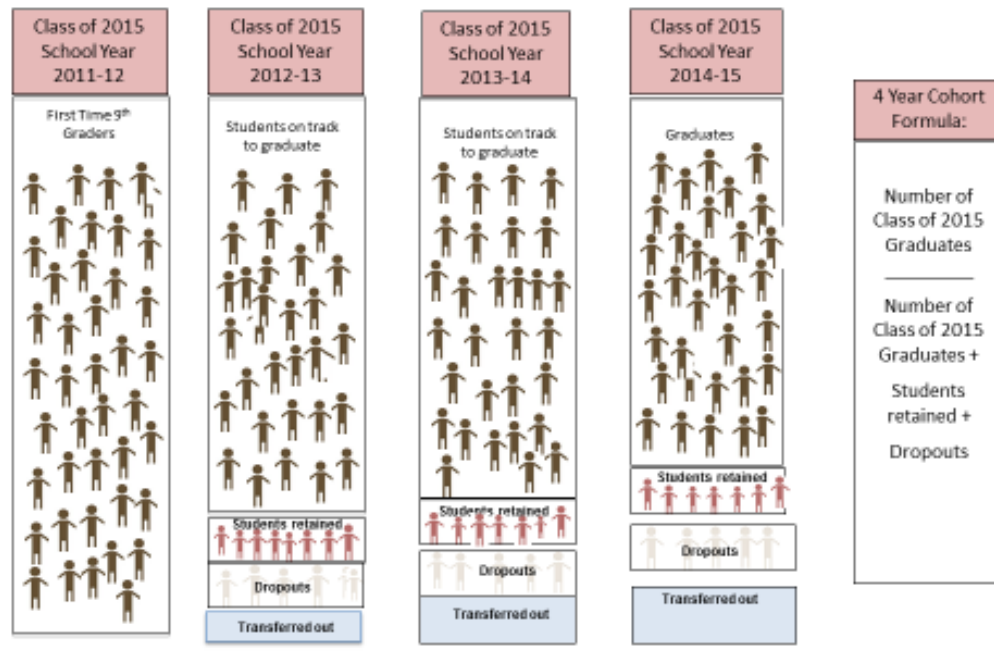 Class of 2015
School Year
2011-12
First Time 9th
Graders
Class of 2015
School Year
2012-13
Students on track
to graduate
Students retained
Dropouts
Transferred out
Class of 2015
School Year
2013-14
Students on track
to graduate
Students retained
Dropouts
Transferred out
Class of 2015
School Year
2014-15
Graduates
Students retained
Dropouts
Transferred out
4 Year Cohort
Formula:
Number of
Class of 2015
Graduates
Number of
Class of 2015
Graduates +
Students
retained +
Dropouts